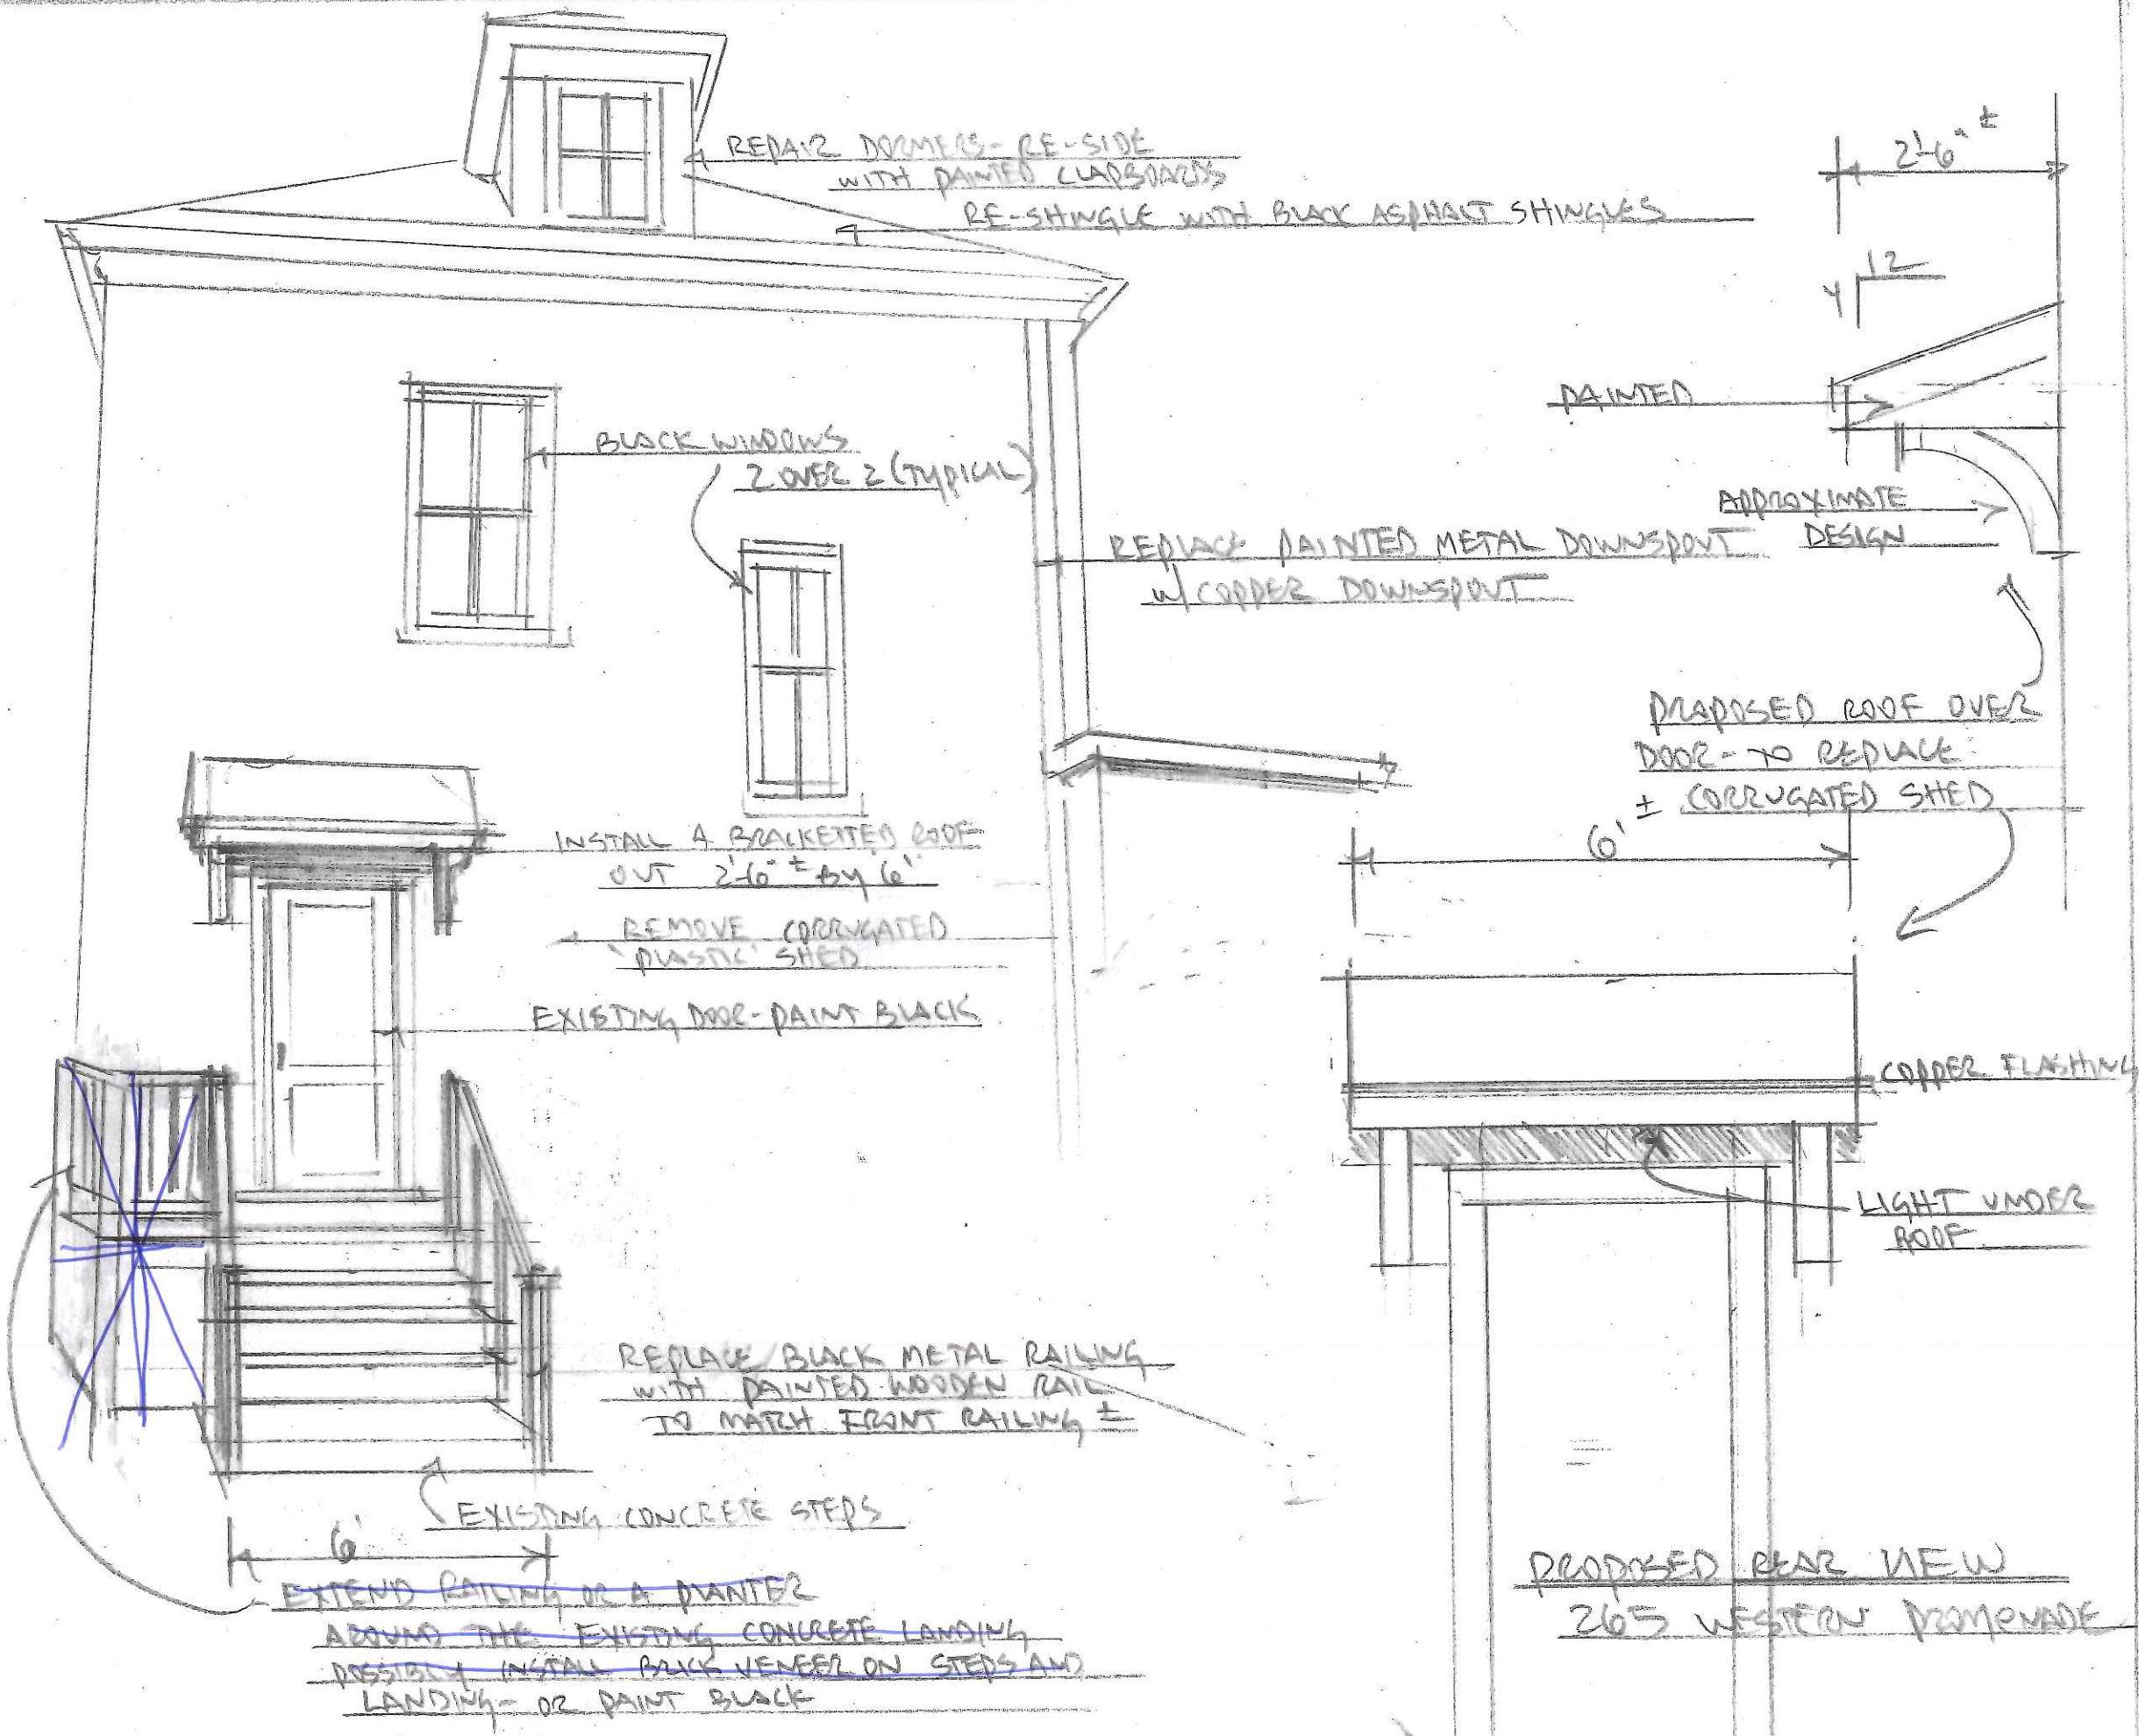 REPAIR DORMERS- RE-SIDE
WITH PAINTED CLAPBOARDS
RE-SHINGLE WITH BLACK ASPHALT SHINGLES
2'-6" ±
12
4
PAINTED
APPROXIMATE
DESIGN
BLACK WINDOWS
2 OVER 2 (TYPICAL)
REPLACE PAINTED METAL DOWNSPOUT
W/ COPPER DOWNSPOUT
PROPOSED ROOF OVER
DOOR- TO REPLACE
± CORRUGATED SHED
6'
INSTALL A BRACKETTED ROOF
OUT 2'-6" ± BY 6'
REMOVE CORRUGATED
'PLASTIC' SHED
EXISTING DOOR- PAINT BLACK
COPPER FLASHING
LIGHT UNDER
ROOF
REPLACE BLACK METAL RAILING
WITH PAINTED WOODEN RAIL
TO MATCH FRONT RAILING ±
EXISTING CONCRETE STEPS
6'
EXTEND RAILING OR A PLANTER
AROUND THE EXISTING CONCRETE LANDING
POSSIBLY INSTALL BRICK VENEER ON STEPS AND
LANDING- OR PAINT BLACK
PROPOSED REAR VIEW
265 WESTERN PROMENADE